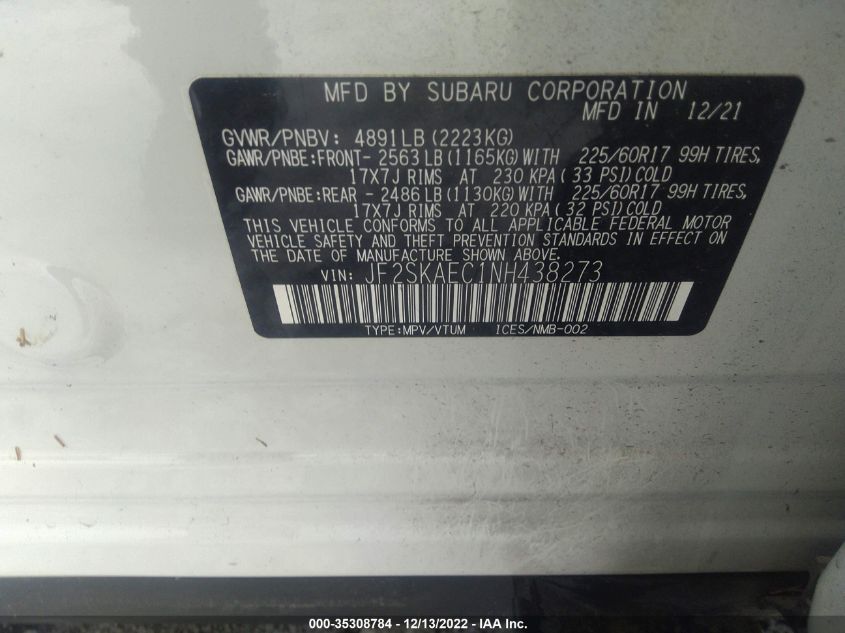 MFD BY SUBARU CORPORATION
MFD IN 12/21
GVWR/PNBV: 4891LB (2223KG)
GAWR/PNBE:FRONT- 2563LB (1165KG) WITH 225/60R17 99H TIRES,
17X7J RIMS AT 230 KPA (33 PSI) COLD
GAWR/PNBE:REAR - 2486LB (1130KG) WITH 225/60R17 99H TIRES,
17X7J RIMS AT 220 KPA (32 PSI) COLD
THIS VEHICLE CONFORMS TO ALL APPLICABLE FEDERAL MOTOR
VEHICLE SAFETY AND THEFT PREVENTION STANDARDS IN EFFECT ON
THE DATE OF MANUFACTURE SHOWN ABOVE.
VIN: JF2SKAEC1NH438273
TYPE:MPV/VTUM ICES/NMB-002
000-35308784 - 12/13/2022 - IAA Inc.